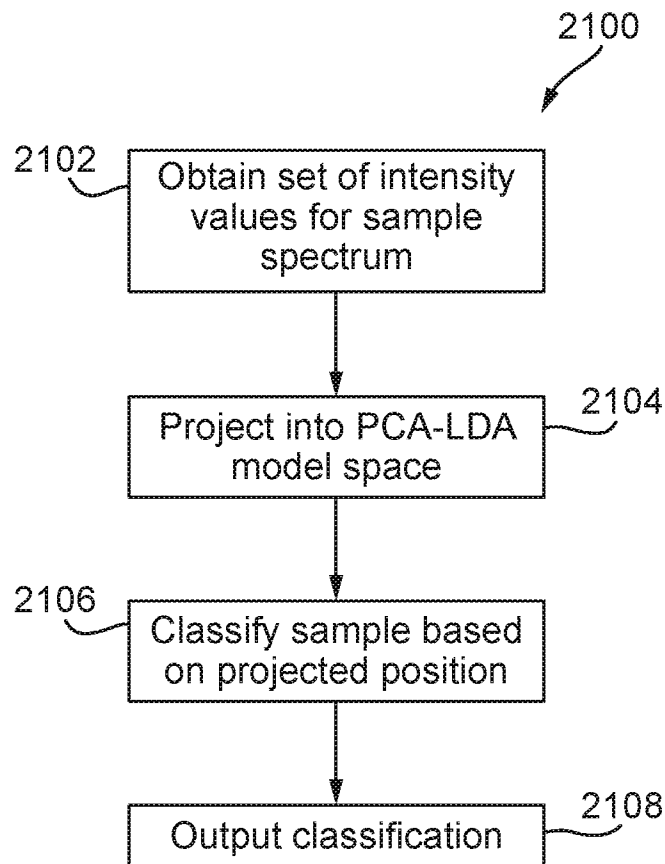 2100
2102
Obtain set of intensity
values for sample
spectrum
2104
Project into PCA-LDA
model space
2106
Classify sample based
on projected position
2108
Output classification